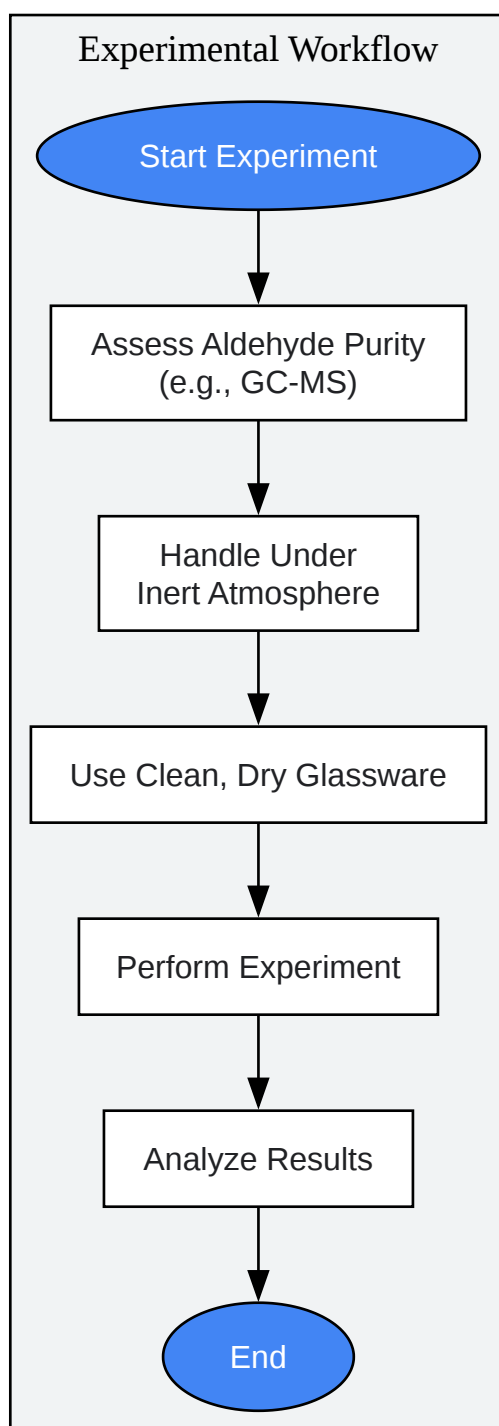 Experimental Workflow
Start Experiment
Assess Aldehyde Purity
(e.g., GC-MS)
Handle Under
Inert Atmosphere
Use Clean, Dry Glassware
Perform Experiment
Analyze Results
End